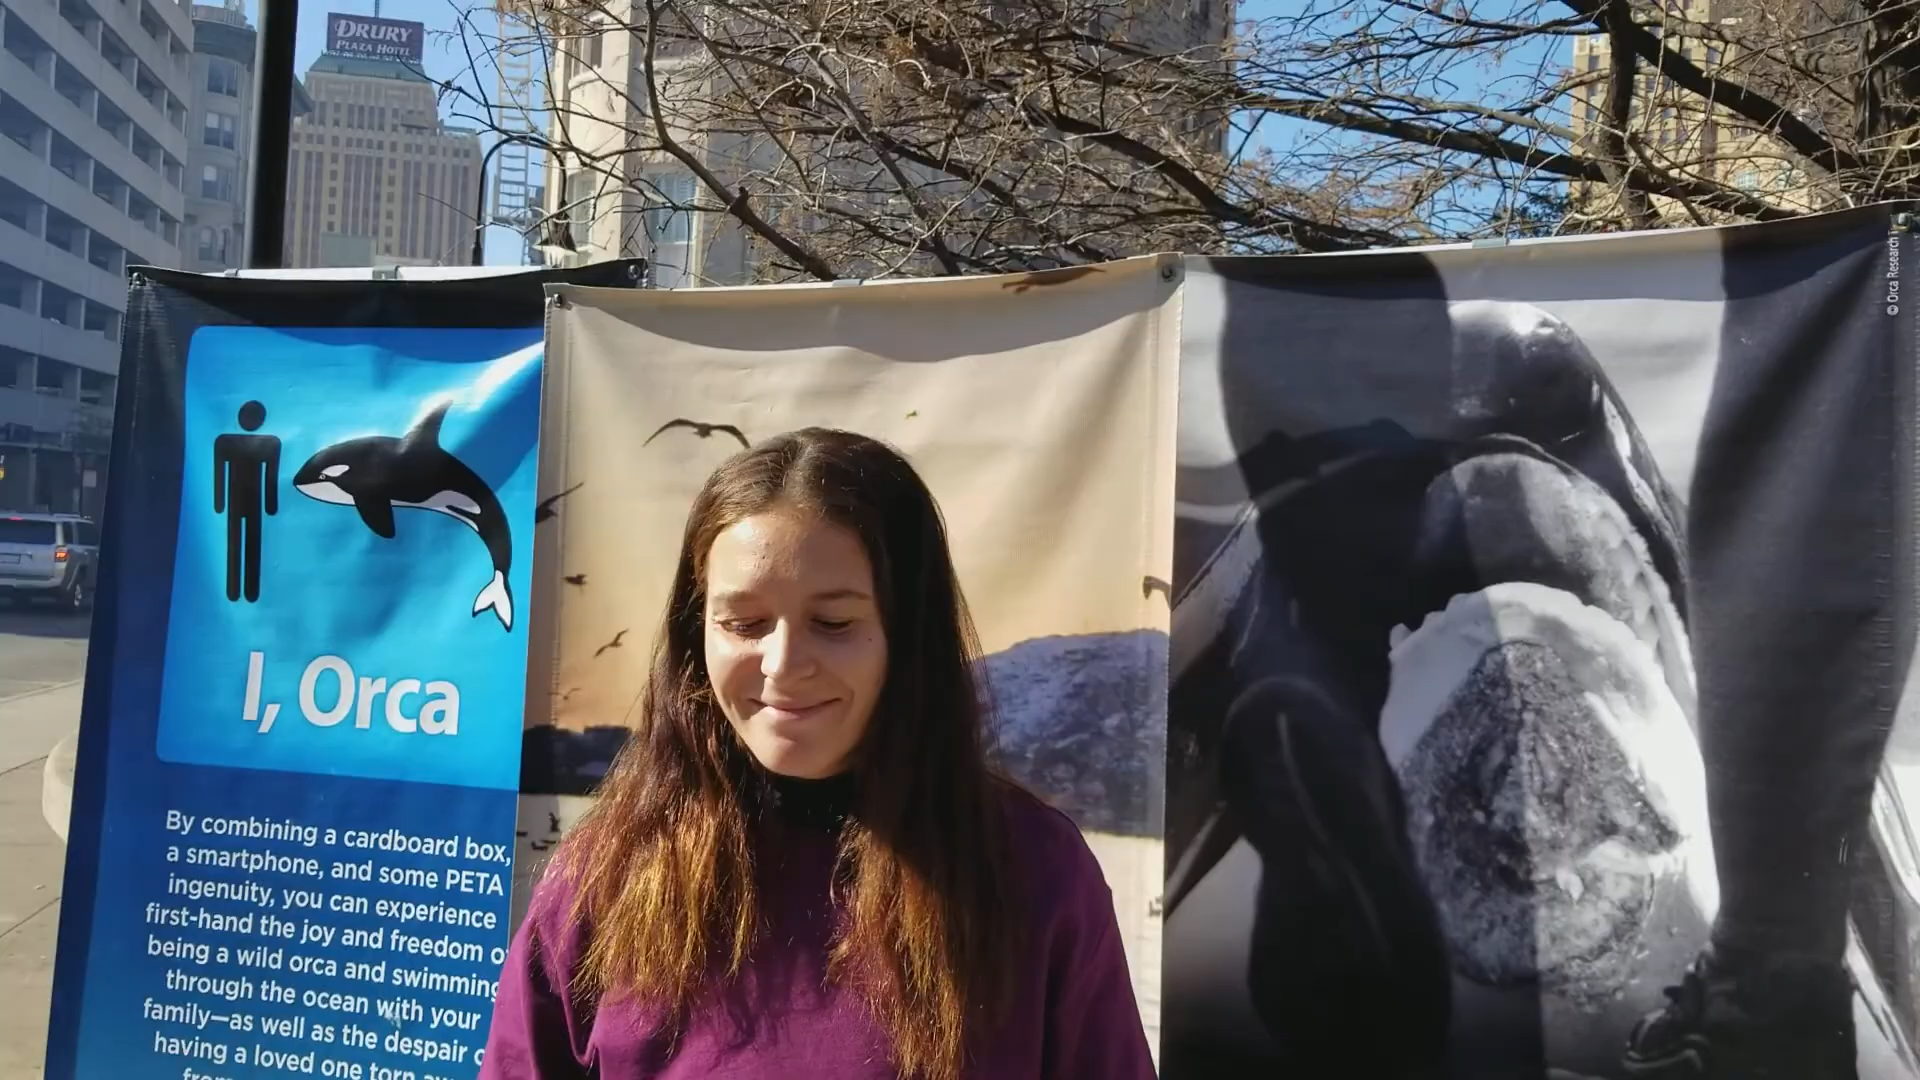 DRURY
PLAZA HOTEL
© Orca Research
I, Orca
By combining a cardboard box,
a smartphone, and some PETA
ingenuity, you can experience
first-hand the joy and freedom
being a wild orca and swimming
through the ocean with your
family—as well as the despair
having a loved one torn